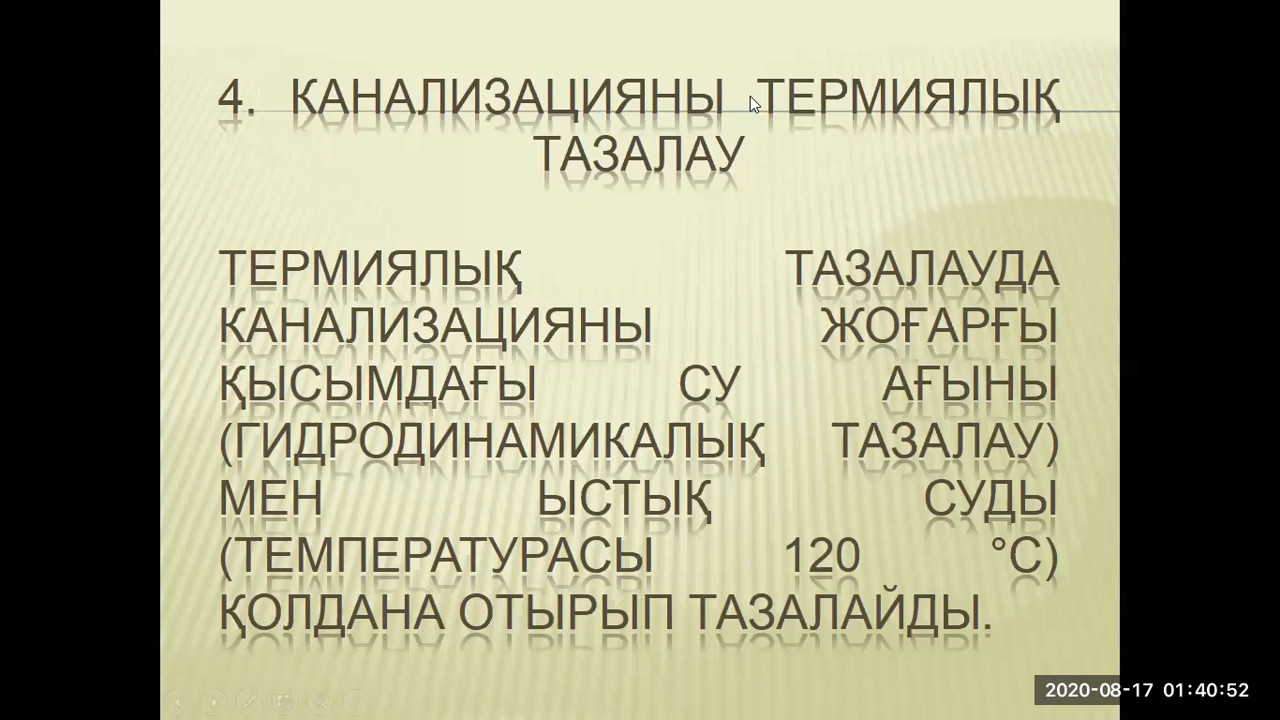 4. КАНАЛИЗАЦИЯНЫ ТЕРМИЯЛЫҚ
ТАЗАЛАУ
ТЕРМИЯЛЫҚ ТАЗАЛАУДА
КАНАЛИЗАЦИЯНЫ ЖОҒАРҒЫ
ҚЫСЫМДАҒЫ СУ АҒЫНЫ
(ГИДРОДИНАМИКАЛЫҚ ТАЗАЛАУ)
МЕН ЫСТЫҚ СУДЫ
(ТЕМПЕРАТУРАСЫ 120 °С)
ҚОЛДАНА ОТЫРЫП ТАЗАЛАЙДЫ.
2020-08-17 01:40:52